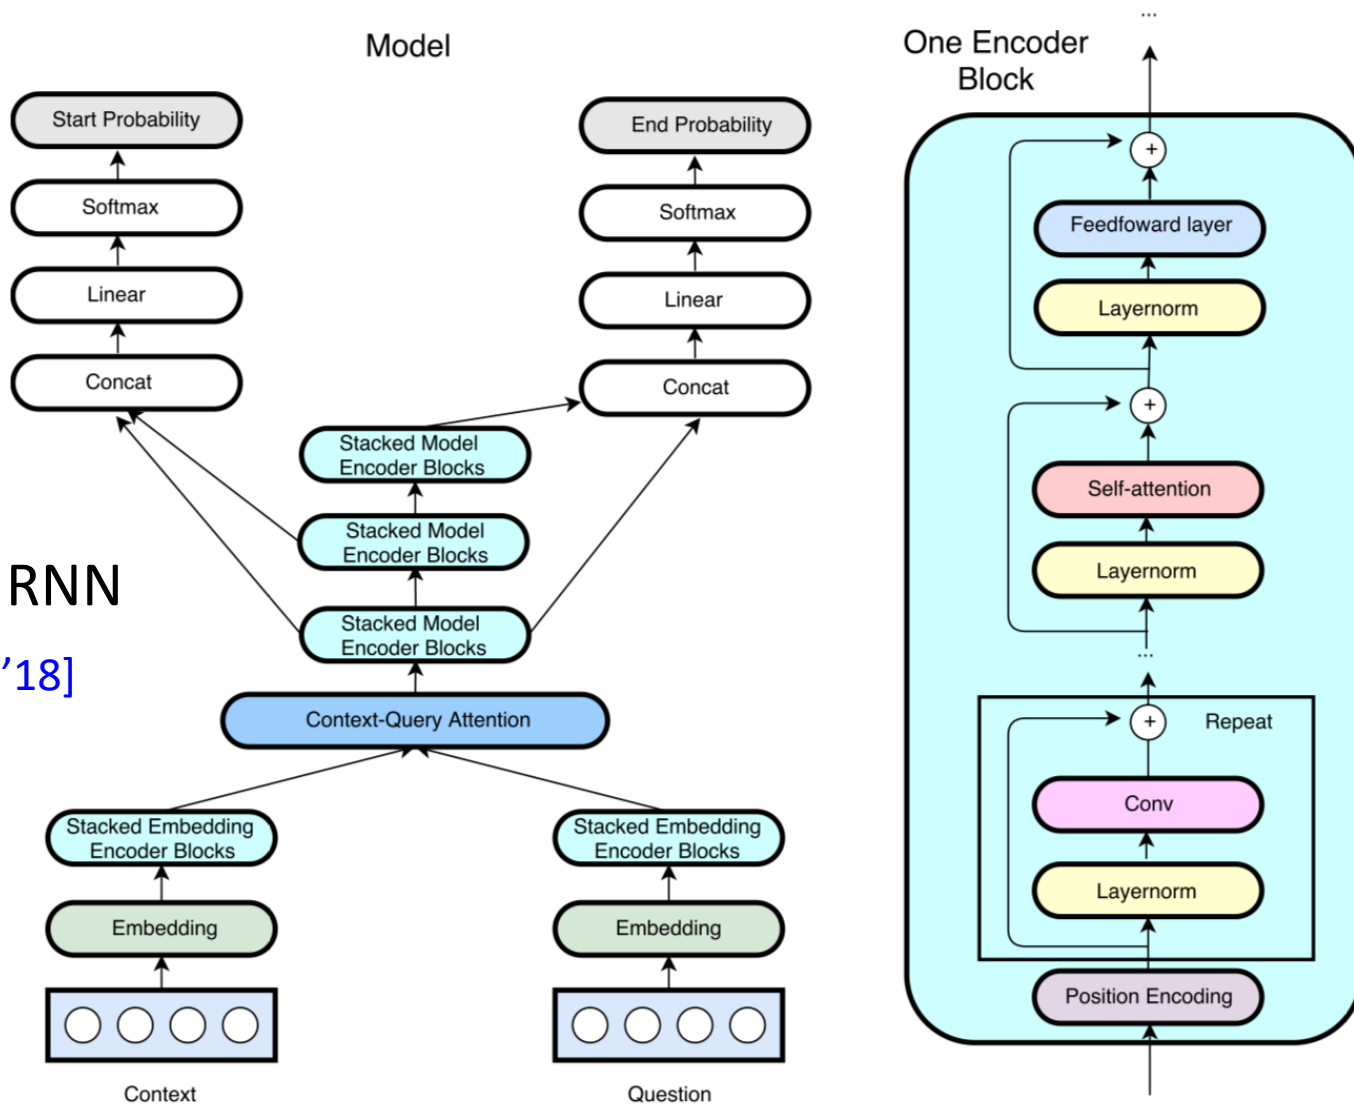 Model
Start Probability
Softmax
Linear
Concat
End Probability
Softmax
Linear
Concat
Stacked Model
Encoder Blocks
Stacked Model
Encoder Blocks
Stacked Model
Encoder Blocks
RNN
’18]
Context-Query Attention
Stacked Embedding
Encoder Blocks
Stacked Embedding
Encoder Blocks
Embedding
Embedding
Context
Question
One Encoder
Block
...
+
Feedfoward layer
Layernorm
+
Self-attention
Layernorm
...
+
Repeat
Conv
Layernorm
Position Encoding